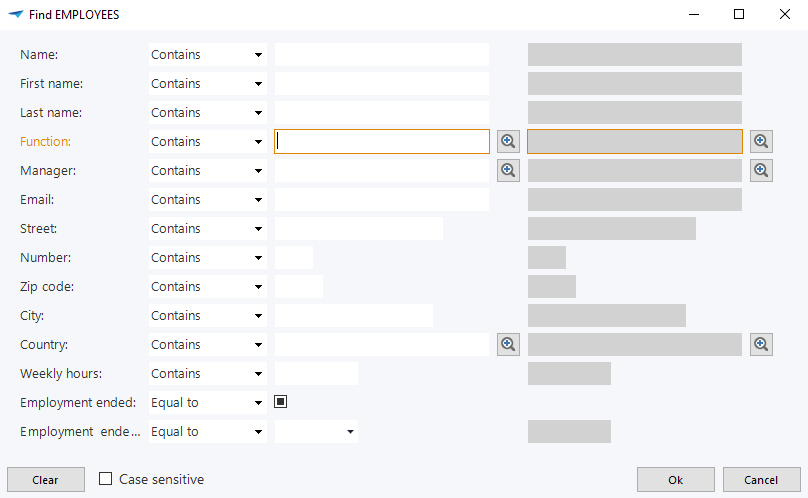 Find EMPLOYEES
Name: Contains
First name: Contains
Last name: Contains
Function: Contains
Manager: Contains
Email: Contains
Street: Contains
Number: Contains
Zip code: Contains
City: Contains
Country: Contains
Weekly hours: Contains
Employment ended: Equal to
Employment ende... Equal to
Clear Case sensitive Ok Cancel